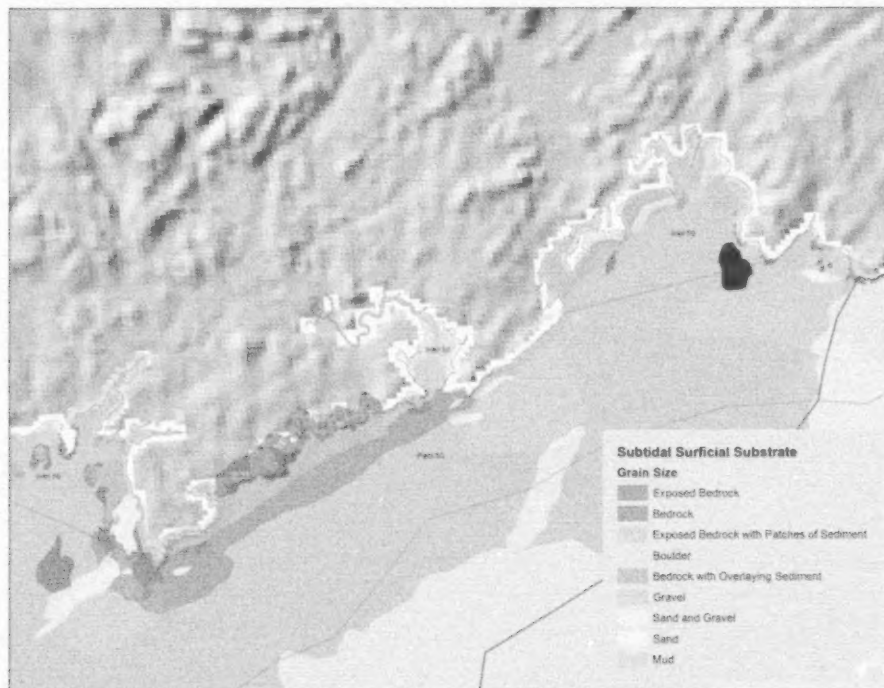 Subtidal Surficial Substrate
Grain Size
Exposed Bedrock
Bedrock
Exposed Bedrock with Patches of Sediment
Boulder
Bedrock with Overlaying Sediment
Gravel
Sand and Gravel
Sand
Mud